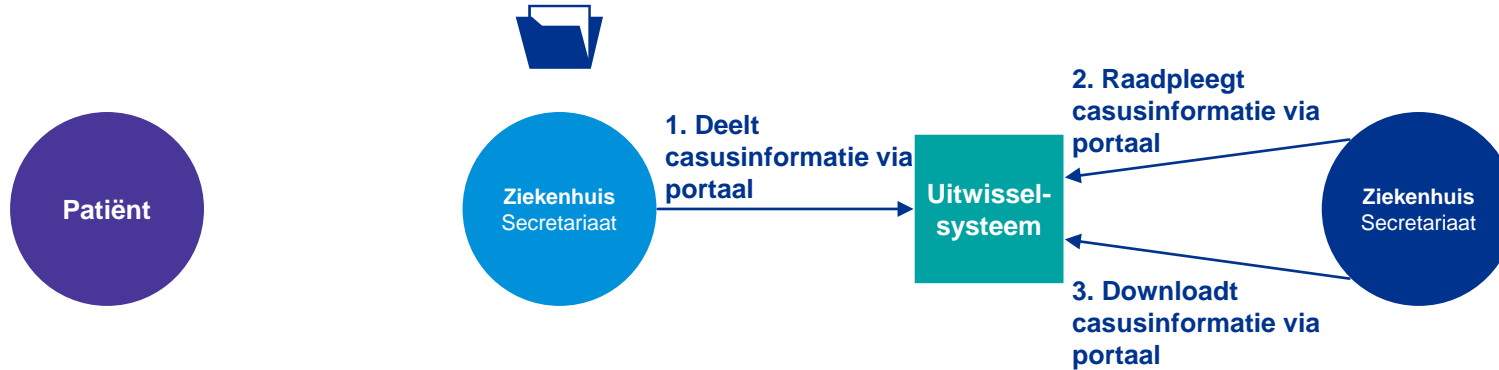 Patiënt
Ziekenhuis
Secretariaat
1. Deelt
casusinformatie via
portaal
Uitwissel-
systeem
2. Raadpleegt
casusinformatie via
portaal
3. Downloadt
casusinformatie via
portaal
Ziekenhuis
Secretariaat